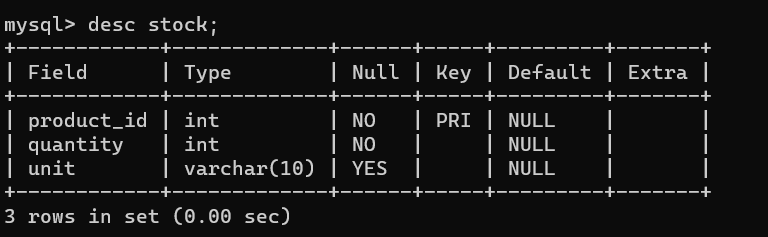 mysql> desc stock;
+------------+-------------+------+-----+---------+-------+
| Field      | Type        | Null | Key | Default | Extra |
+------------+-------------+------+-----+---------+-------+
| product_id | int         | NO   | PRI | NULL    |       |
| quantity   | int         | NO   |     | NULL    |       |
| unit       | varchar(10) | YES  |     | NULL    |       |
+------------+-------------+------+-----+---------+-------+
3 rows in set (0.00 sec)